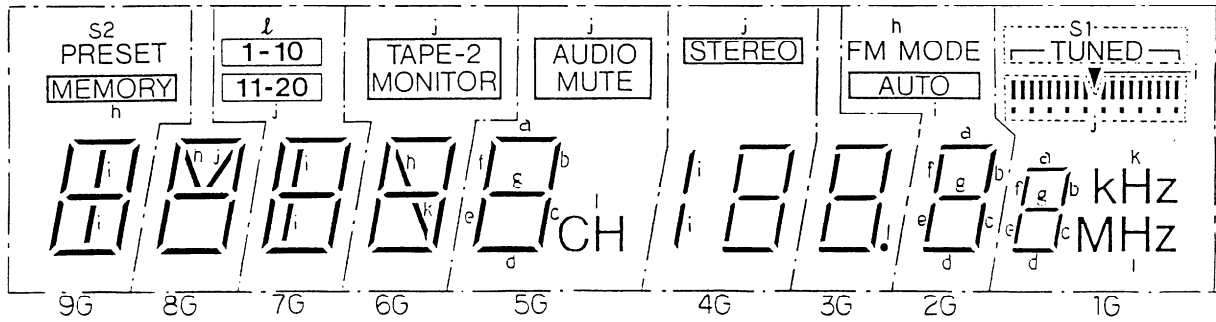 S2 ℓ j j j h S1
PRESET 1-10 TAPE-2 AUDIO STEREO FM MODE TUNED
MEMORY 11-20 MONITOR MUTE AUTO l
h j l j
a a
i h j i h f b i f b a k
g g f b kHz
g
i i k e c CH l i e c e c MHz
d d d l
9G 8G 7G 6G 5G 4G 3G 2G 1G